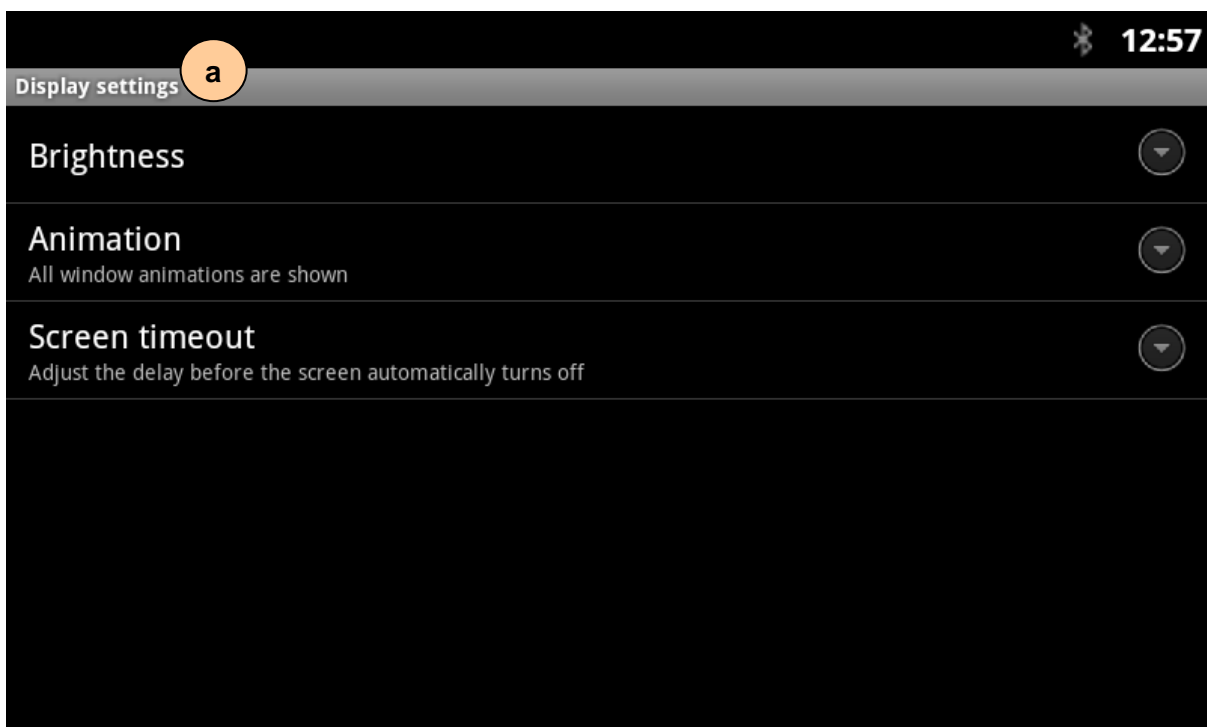 12:57
Display settings
a
Brightness
Animation
All window animations are shown
Screen timeout
Adjust the delay before the screen automatically turns off